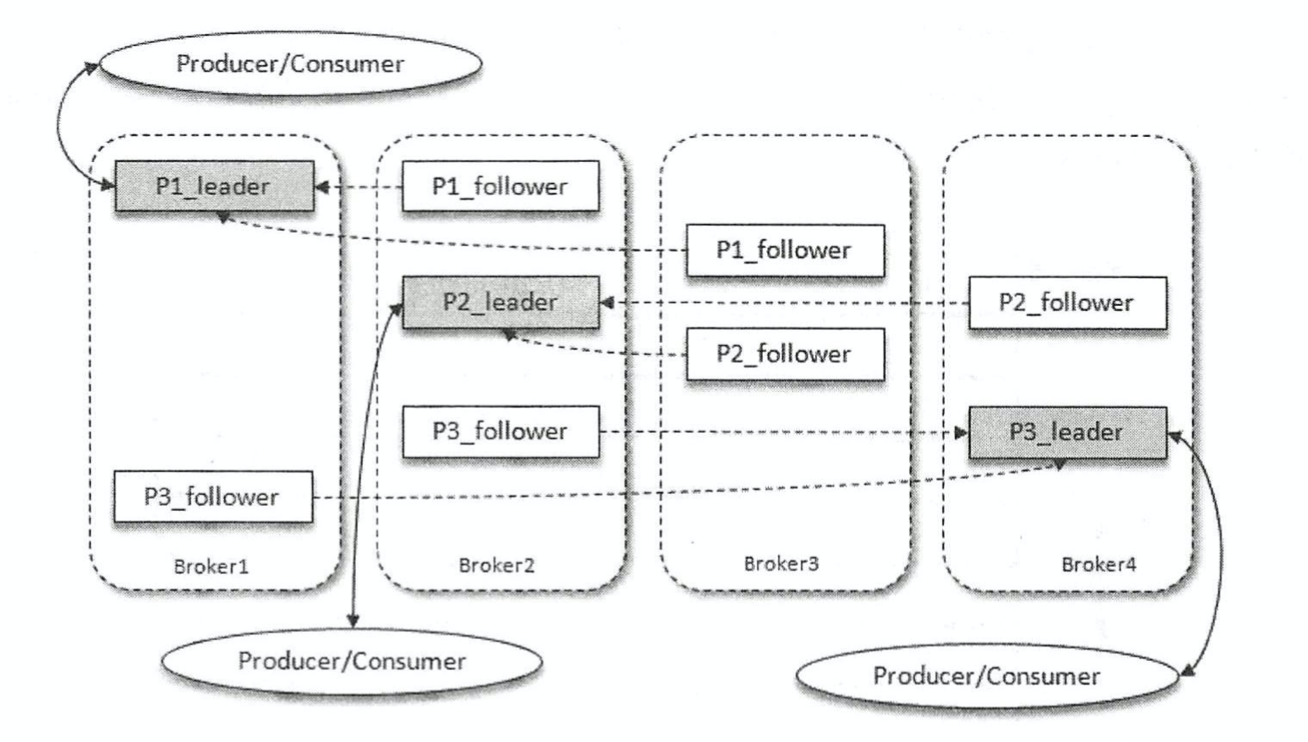 Producer/Consumer
P1_leader
P1_follower
P1_follower
P2_leader
P2_follower
P2_follower
P3_follower
P3_leader
P3_follower
Broker1
Broker2
Broker3
Broker4
Producer/Consumer
Producer/Consumer